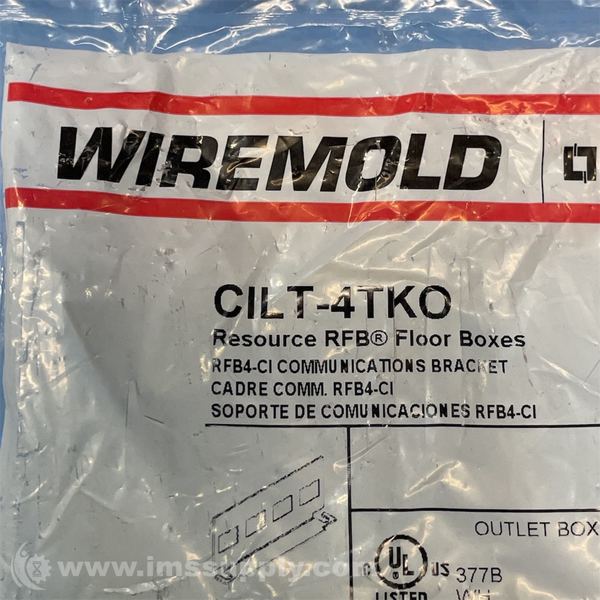 WIREMOLD
CILT-4TKO
Resource RFB® Floor Boxes
RFB4-CI COMMUNICATIONS BRACKET
CADRE COMM. RFB4-CI
SOPORTE DE COMUNICACIONES RFB4-CI
OUTLET BOX
C UL US 377B
LISTED
www.imssupply.com